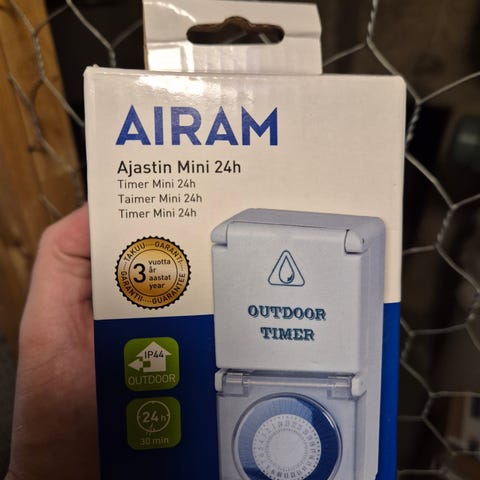 AIRAM
Ajastin Mini 24h
Timer Mini 24h
Taimer Mini 24h
Timer Mini 24h
TAKUU · GARANTI
3 vuotta
år
aastat
year
GARANTII · GUARANTEE
IP44
OUTDOOR
24h
30 min
OUTDOOR
TIMER